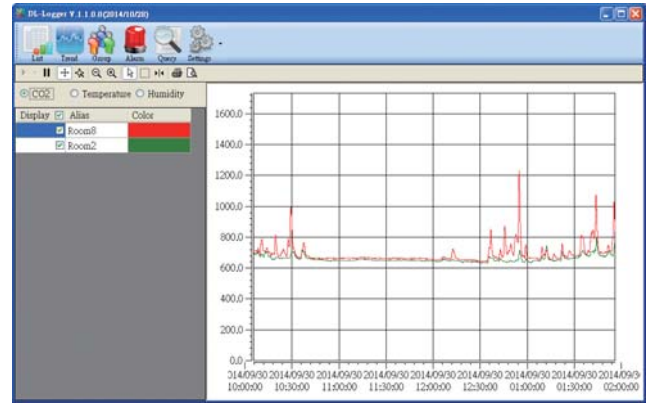 DL-Logger V.1.1.0.0(2014/10/28)
List Trend Group Alarm Query Settings
CO2 Temperature Humidity
Display Alias Color
Room8
Room2
1600.0
1400.0
1200.0
1000.0
800.0
600.0
400.0
200.0
0.0
014/09/30 2014/09/30 2014/09/30 2014/09/30 2014/09/30 2014/09/30 2014/09/30 2014/09/30 2014/09/3
10:00:00 10:30:00 11:00:00 11:30:00 12:00:00 12:30:00 01:00:00 01:30:00 02:00:00